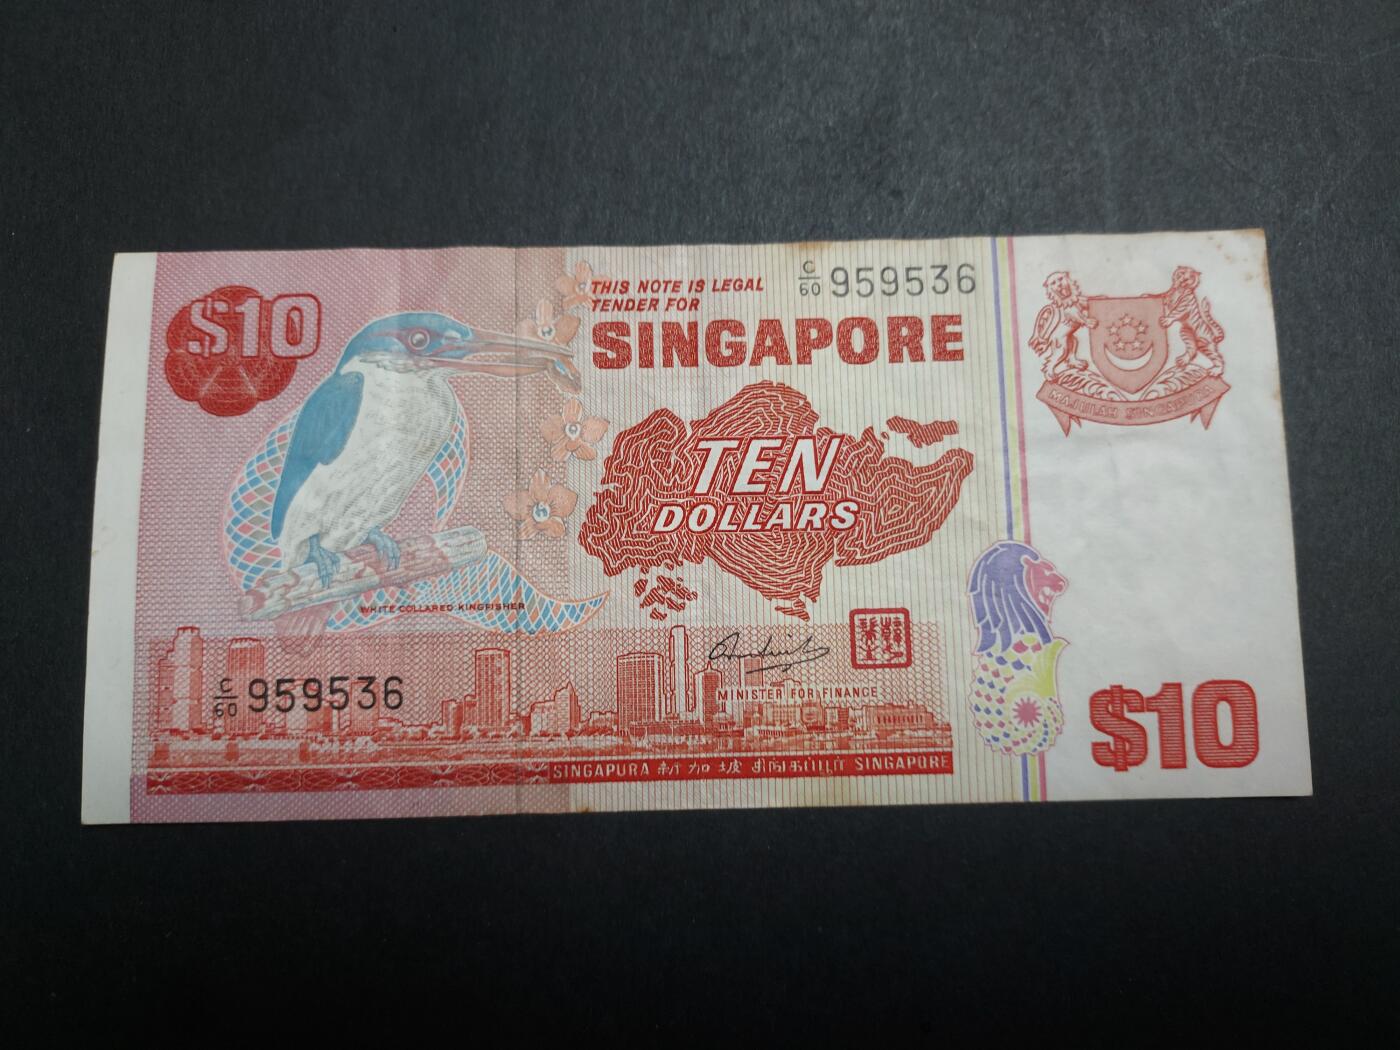 $10
THIS NOTE IS LEGAL
TENDER FOR
C/60 959536
SINGAPORE
MAJULAH SINGAPURA
TEN
DOLLARS
WHITE COLLARED KINGFISHER
C/60 959536
MINISTER FOR FINANCE
SINGAPURA 新加坡 சிங்கப்பூர் SINGAPORE
$10